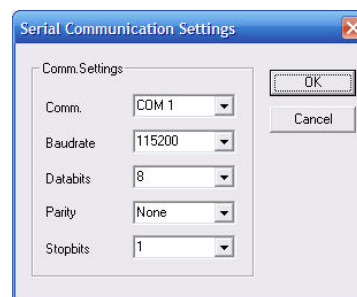 Serial Communication Settings
Comm.Settings
Comm. COM 1
Baudrate 115200
Databits 8
Parity None
Stopbits 1
OK
Cancel